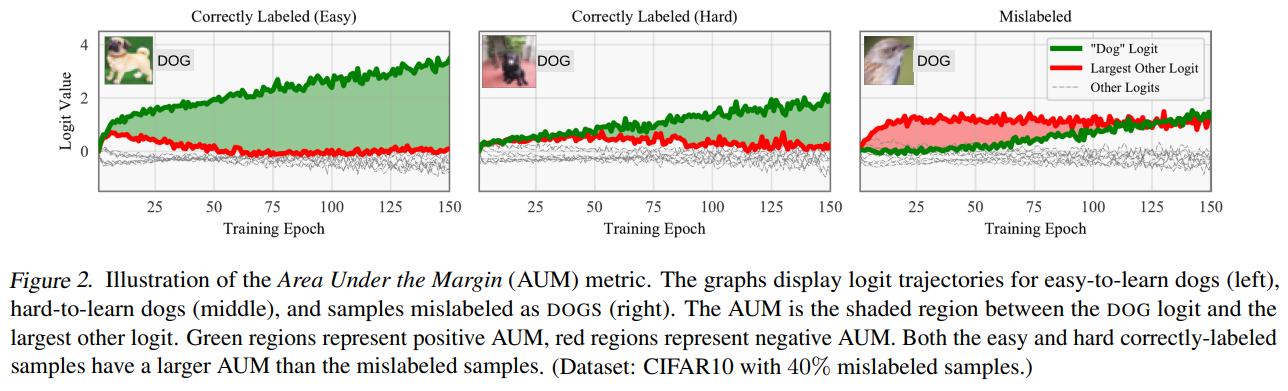 Correctly Labeled (Easy)
Correctly Labeled (Hard)
Mislabeled
4
2
0
Logit Value
DOG
DOG
DOG
"Dog" Logit
Largest Other Logit
Other Logits
25 50 75 100 125 150
25 50 75 100 125 150
25 50 75 100 125 150
Training Epoch
Training Epoch
Training Epoch
Figure 2. Illustration of the Area Under the Margin (AUM) metric. The graphs display logit trajectories for easy-to-learn dogs (left),
hard-to-learn dogs (middle), and samples mislabeled as DOGS (right). The AUM is the shaded region between the DOG logit and the
largest other logit. Green regions represent positive AUM, red regions represent negative AUM. Both the easy and hard correctly-labeled
samples have a larger AUM than the mislabeled samples. (Dataset: CIFAR10 with 40% mislabeled samples.)